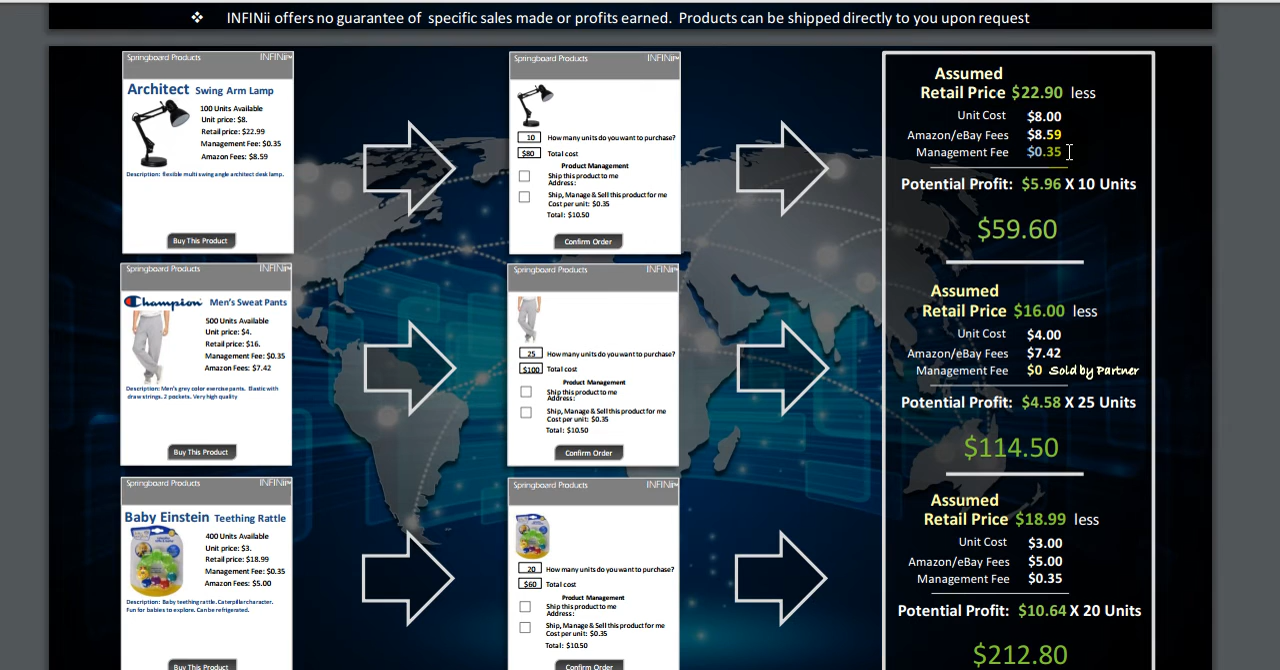 ❖ INFINii offers no guarantee of specific sales made or profits earned. Products can be shipped directly to you upon request
Springboard Products INFINii™
Architect Swing Arm Lamp
100 Units Available
Unit price: $8.
Retail price: $22.99
Management Fee: $0.35
Amazon Fees: $8.59
Description: flexible multi swing angle architect desk lamp.
Buy This Product
Springboard Products INFINii™
10 How many units do you want to purchase?
$80 Total cost
Product Management
Ship this product to me
Address:
Ship, Manage & Sell this product for me
Cost per unit: $0.35
Total: $10.50
Confirm Order
Assumed
Retail Price $22.90 less
Unit Cost $8.00
Amazon/eBay Fees $8.59
Management Fee $0.35
Potential Profit: $5.96 X 10 Units
$59.60
Springboard Products INFINii™
Champion Men's Sweat Pants
500 Units Available
Unit price: $4.
Retail price: $16.
Management Fee: $0.35
Amazon Fees: $7.42
Description: Men's grey color exercise pants. Elastic with
draw strings. 2 pockets. Very high quality
Buy This Product
Springboard Products INFINii™
25 How many units do you want to purchase?
$100 Total cost
Product Management
Ship this product to me
Address:
Ship, Manage & Sell this product for me
Cost per unit: $0.35
Total: $10.50
Confirm Order
Assumed
Retail Price $16.00 less
Unit Cost $4.00
Amazon/eBay Fees $7.42
Management Fee $0 Sold by Partner
Potential Profit: $4.58 X 25 Units
$114.50
Springboard Products INFINii™
Baby Einstein Teething Rattle
400 Units Available
Unit price: $3.
Retail price: $18.99
Management Fee: $0.35
Amazon Fees: $5.00
Description: Baby teething rattle. Caterpillar character.
Fun for babies to explore. Can be refrigerated.
Buy This Product
Springboard Products INFINii™
20 How many units do you want to purchase?
$60 Total cost
Product Management
Ship this product to me
Address:
Ship, Manage & Sell this product for me
Cost per unit: $0.35
Total: $10.50
Confirm Order
Assumed
Retail Price $18.99 less
Unit Cost $3.00
Amazon/eBay Fees $5.00
Management Fee $0.35
Potential Profit: $10.64 X 20 Units
$212.80